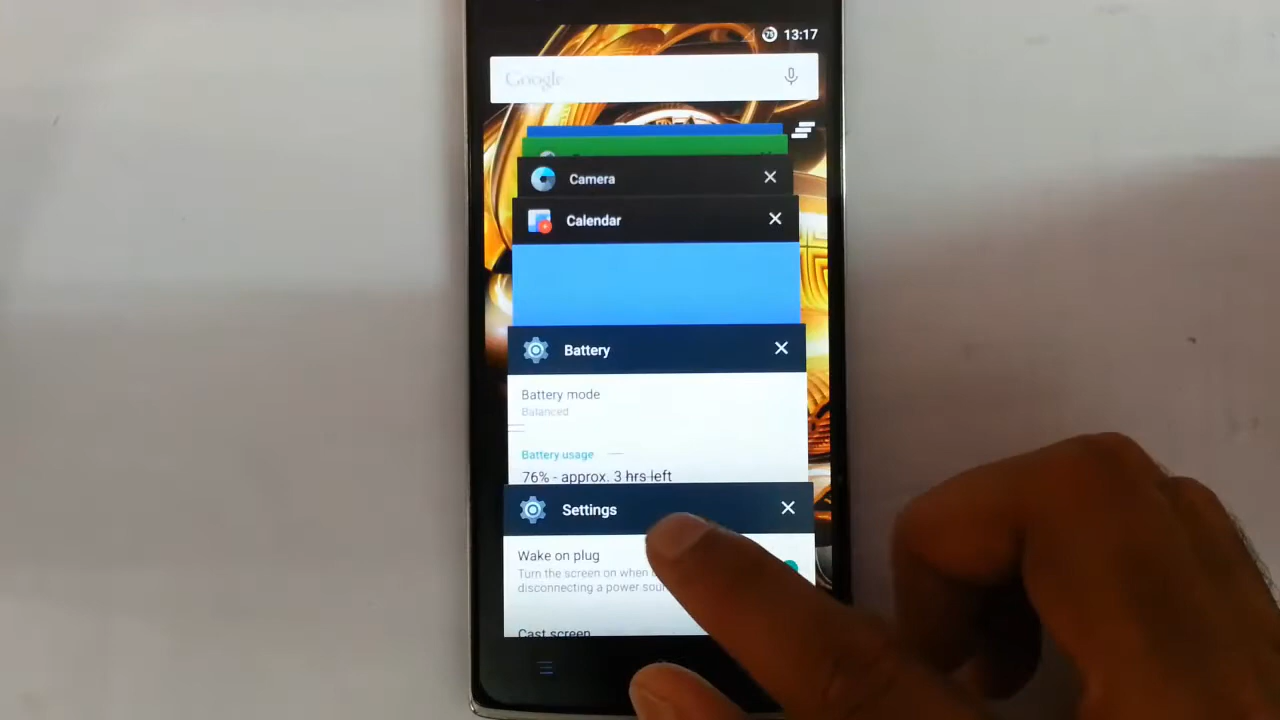 13:17
Google
Camera
Calendar
Battery
Battery mode
Balanced
Battery usage
76% - approx. 3 hrs left
Settings
Wake on plug
Turn the screen on when
disconnecting a power
Cast screen